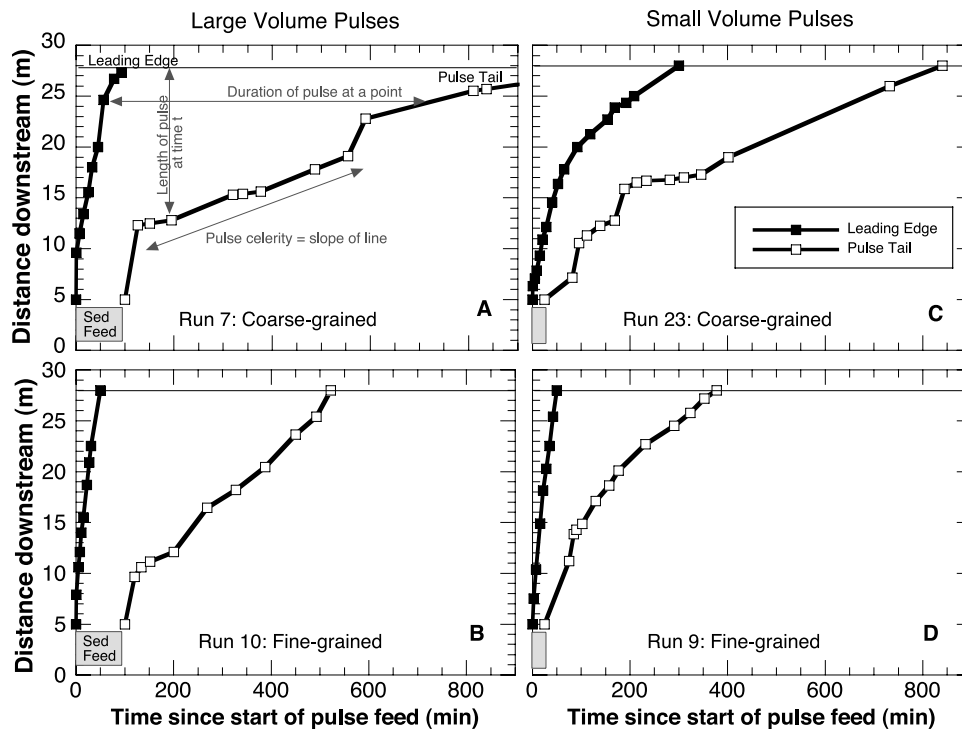 Large Volume Pulses
Small Volume Pulses
Distance downstream (m)
30
25
20
15
10
5
0
Leading Edge
Pulse Tail
Duration of pulse at a point
Length of pulse
at time t
Pulse celerity = slope of line
Sed
Feed
Run 7: Coarse-grained
A
Leading Edge
Pulse Tail
Run 23: Coarse-grained
C
Distance downstream (m)
30
25
20
15
10
5
0
Sed
Feed
Run 10: Fine-grained
B
Run 9: Fine-grained
D
0 200 400 600 800
0 200 400 600 800
Time since start of pulse feed (min)
Time since start of pulse feed (min)